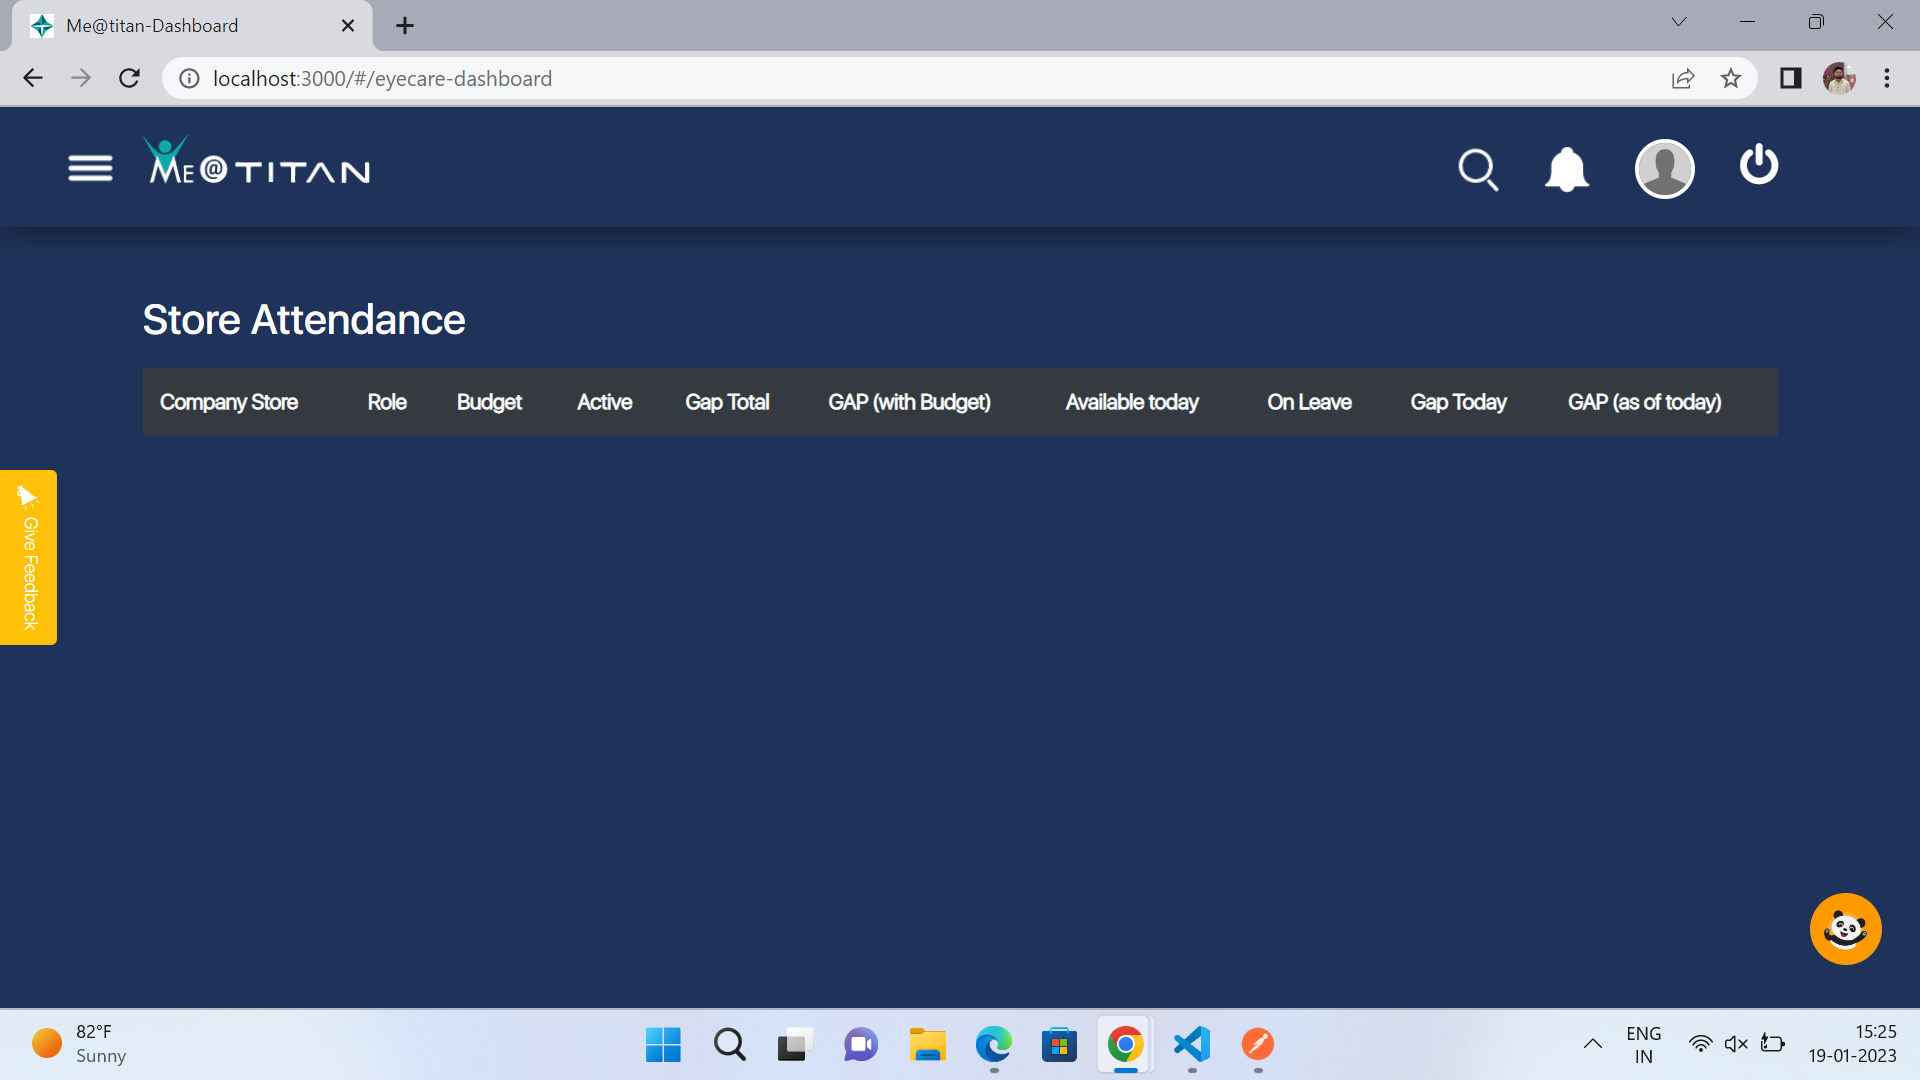 Me@titan-Dashboard
localhost:3000/#/eyecare-dashboard
ME@TITAN
Store Attendance
Company Store Role Budget Active Gap Total GAP (with Budget) Available today On Leave Gap Today GAP (as of today)
Give Feedback
82°F
Sunny
ENG
IN
15:25
19-01-2023